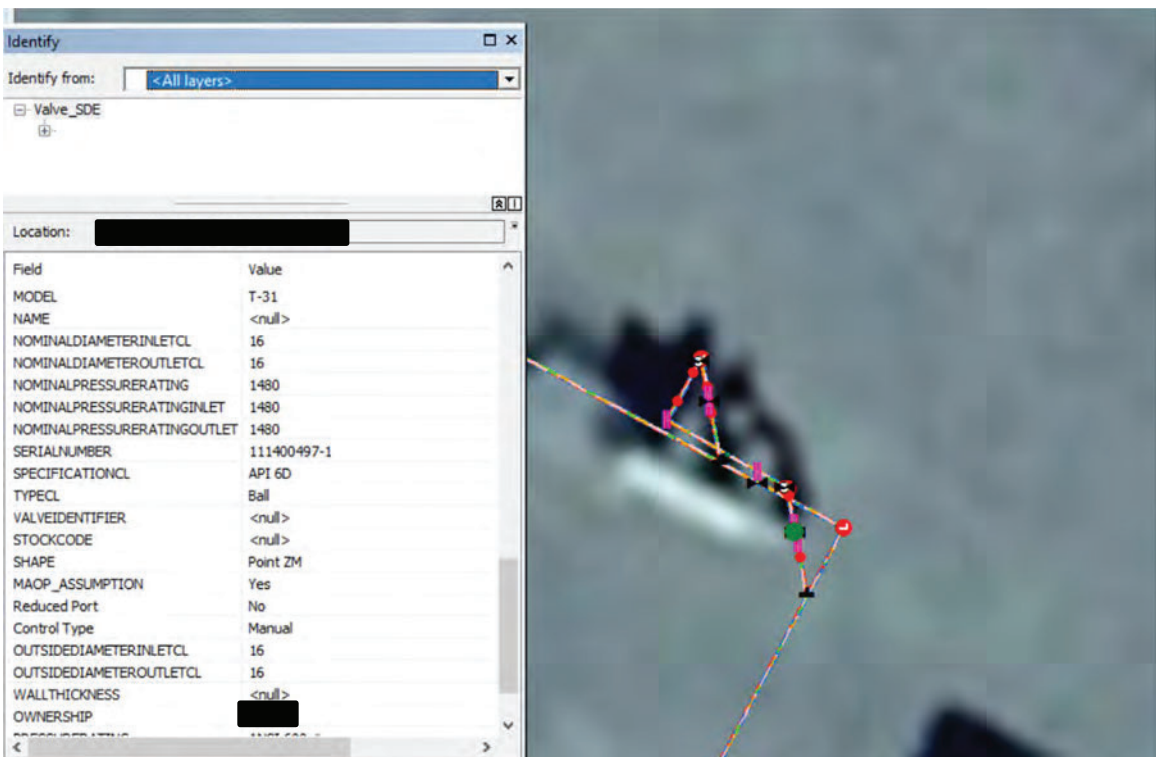 Identify
Identify from: <All layers>
Valve_SDE
Location:
Field Value
MODEL T-31
NAME <null>
NOMINALDIAMETERINLETCL 16
NOMINALDIAMETEROUTLETCL 16
NOMINALPRESSURERATING 1480
NOMINALPRESSURERATINGINLET 1480
NOMINALPRESSURERATINGOUTLET 1480
SERIALNUMBER 111400497-1
SPECIFICATIONCL API 6D
TYPECL Ball
VALVEIDENTIFIER <null>
STOCKCODE <null>
SHAPE Point ZM
MAOP_ASSUMPTION Yes
Reduced Port No
Control Type Manual
OUTSIDEDIAMETERINLETCL 16
OUTSIDEDIAMETEROUTLETCL 16
WALLTHICKNESS <null>
OWNERSHIP